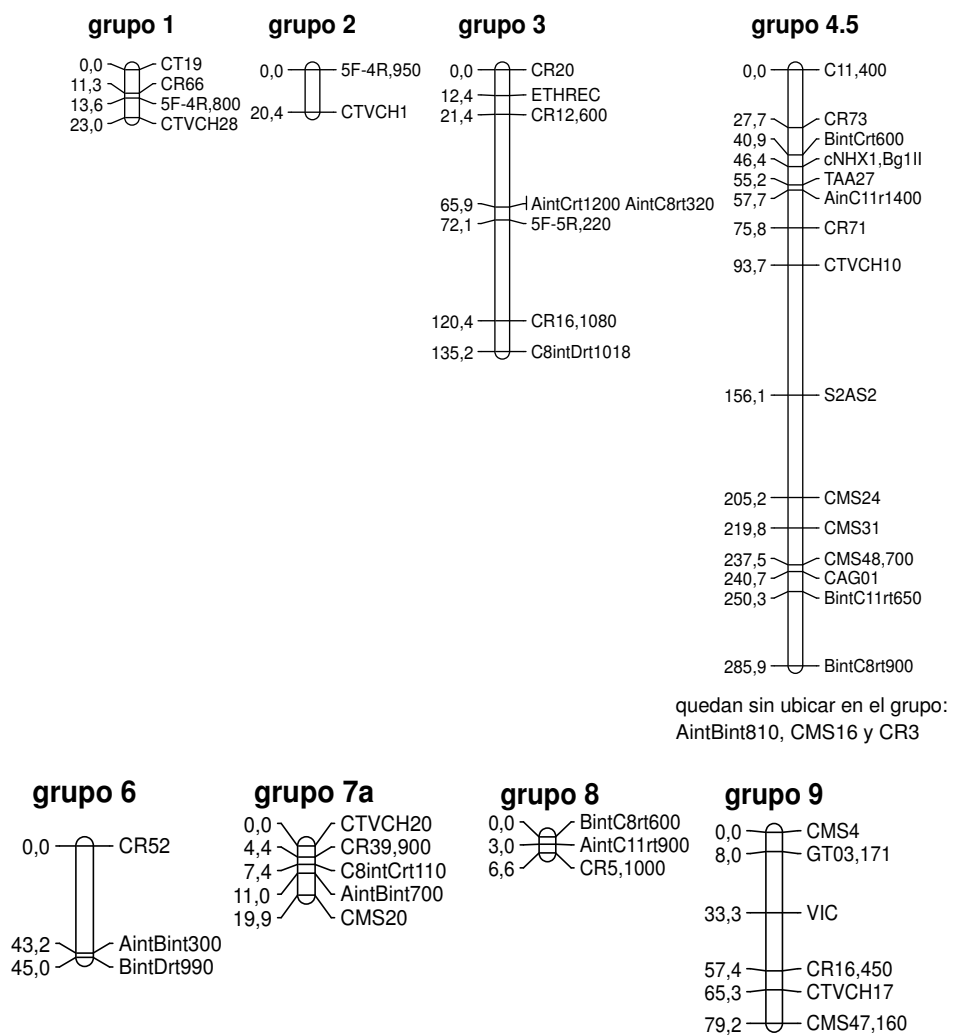 grupo 1
0,0 CT19
11,3 CR66
13,6 5F-4R,800
23,0 CTVCH28
grupo 2
0,0 5F-4R,950
20,4 CTVCH1
grupo 3
0,0 CR20
12,4 ETHREC
21,4 CR12,600
65,9 AintCrt1200 AintC8rt320
72,1 5F-5R,220
120,4 CR16,1080
135,2 C8intDrt1018
grupo 4.5
0,0 C11,400
27,7 CR73
40,9 BintCrt600
46,4 cNHX1,Bg1II
55,2 TAA27
57,7 AinC11r1400
75,8 CR71
93,7 CTVCH10
156,1 S2AS2
205,2 CMS24
219,8 CMS31
237,5 CMS48,700
240,7 CAG01
250,3 BintC11rt650
285,9 BintC8rt900
quedan sin ubicar en el grupo:
AintBint810, CMS16 y CR3
grupo 6
0,0 CR52
43,2 AintBint300
45,0 BintDrt990
grupo 7a
0,0 CTVCH20
4,4 CR39,900
7,4 C8intCrt110
11,0 AintBint700
19,9 CMS20
grupo 8
0,0 BintC8rt600
3,0 AintC11rt900
6,6 CR5,1000
grupo 9
0,0 CMS4
8,0 GT03,171
33,3 VIC
57,4 CR16,450
65,3 CTVCH17
79,2 CMS47,160